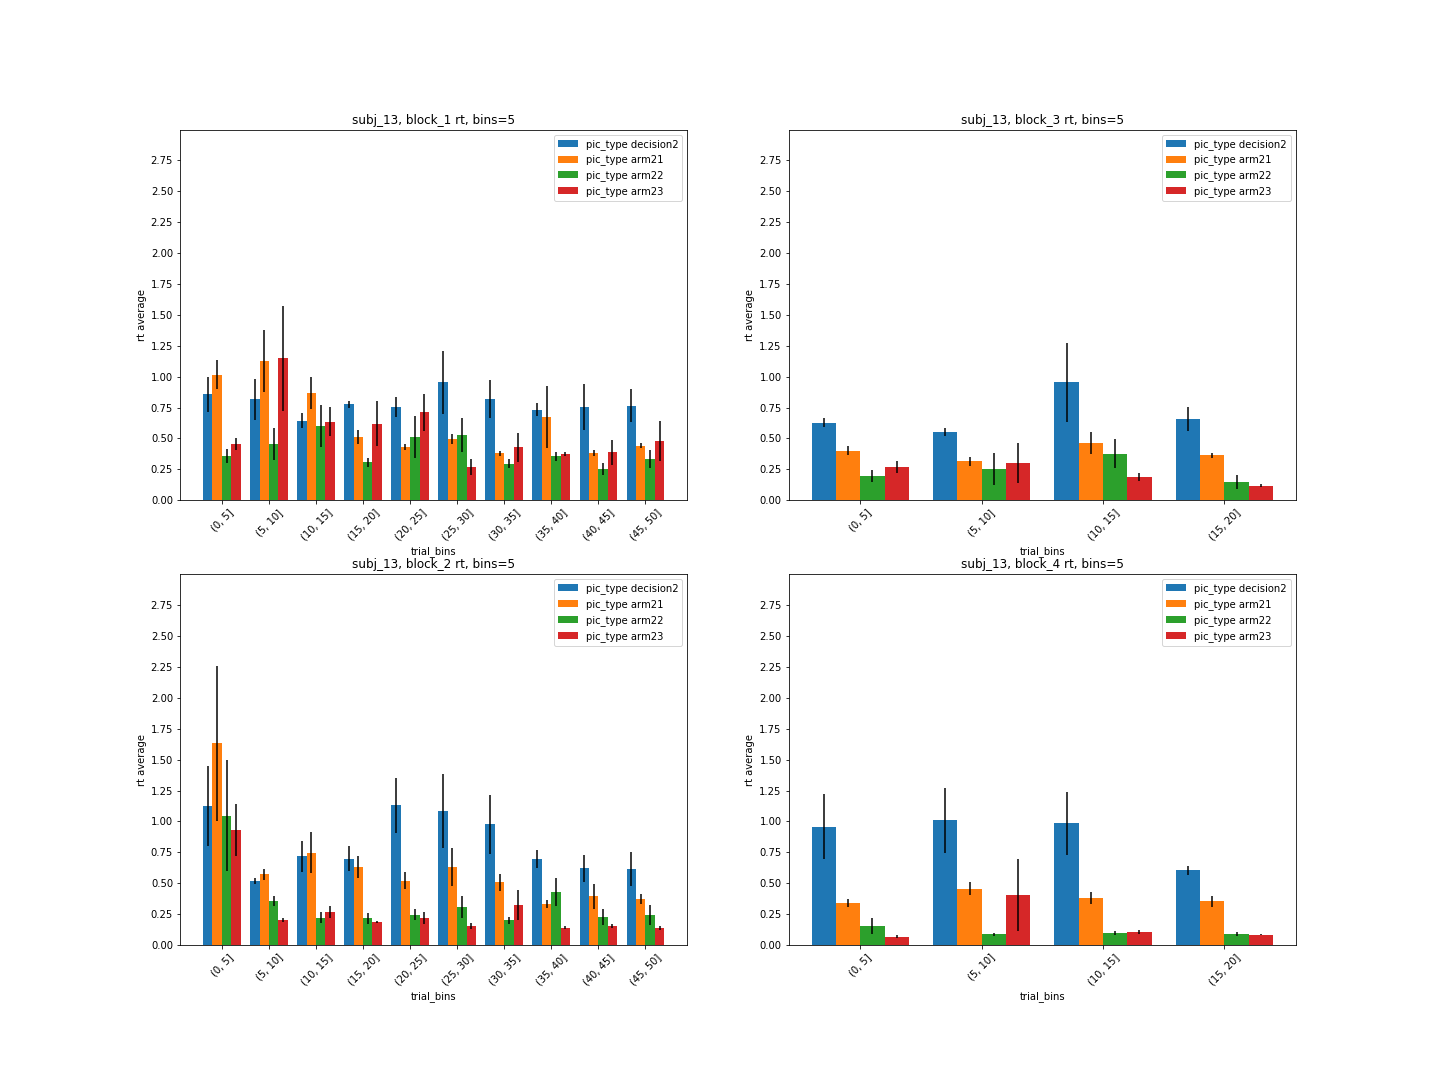 subj_13, block_1 rt, bins=5
rt average
2.75
2.50
2.25
2.00
1.75
1.50
1.25
1.00
0.75
0.50
0.25
0.00
pic_type decision2
pic_type arm21
pic_type arm22
pic_type arm23
(0, 5]
(5, 10]
(10, 15]
(15, 20]
(20, 25]
(25, 30]
(30, 35]
(35, 40]
(40, 45]
(45, 50]
trial_bins
subj_13, block_3 rt, bins=5
rt average
2.75
2.50
2.25
2.00
1.75
1.50
1.25
1.00
0.75
0.50
0.25
0.00
pic_type decision2
pic_type arm21
pic_type arm22
pic_type arm23
(0, 5]
(5, 10]
(10, 15]
(15, 20]
trial_bins
subj_13, block_2 rt, bins=5
rt average
2.75
2.50
2.25
2.00
1.75
1.50
1.25
1.00
0.75
0.50
0.25
0.00
pic_type decision2
pic_type arm21
pic_type arm22
pic_type arm23
(0, 5]
(5, 10]
(10, 15]
(15, 20]
(20, 25]
(25, 30]
(30, 35]
(35, 40]
(40, 45]
(45, 50]
trial_bins
subj_13, block_4 rt, bins=5
rt average
2.75
2.50
2.25
2.00
1.75
1.50
1.25
1.00
0.75
0.50
0.25
0.00
pic_type decision2
pic_type arm21
pic_type arm22
pic_type arm23
(0, 5]
(5, 10]
(10, 15]
(15, 20]
trial_bins